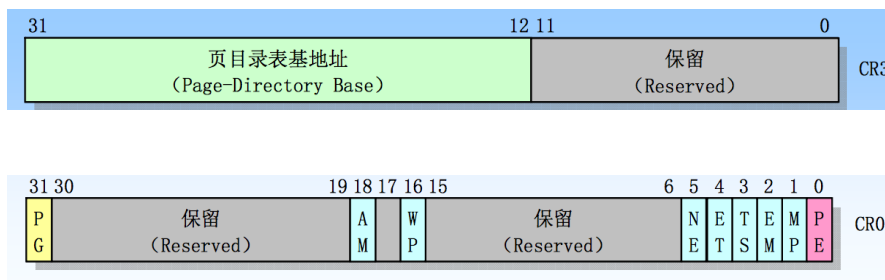 31 12 11 0
页目录表基地址 保留
(Page-Directory Base) (Reserved) CR3
31 30 19 18 17 16 15 6 5 4 3 2 1 0
P A W N E T E M P
保留 保留
G M P E T S M P E
(Reserved) (Reserved) CR0